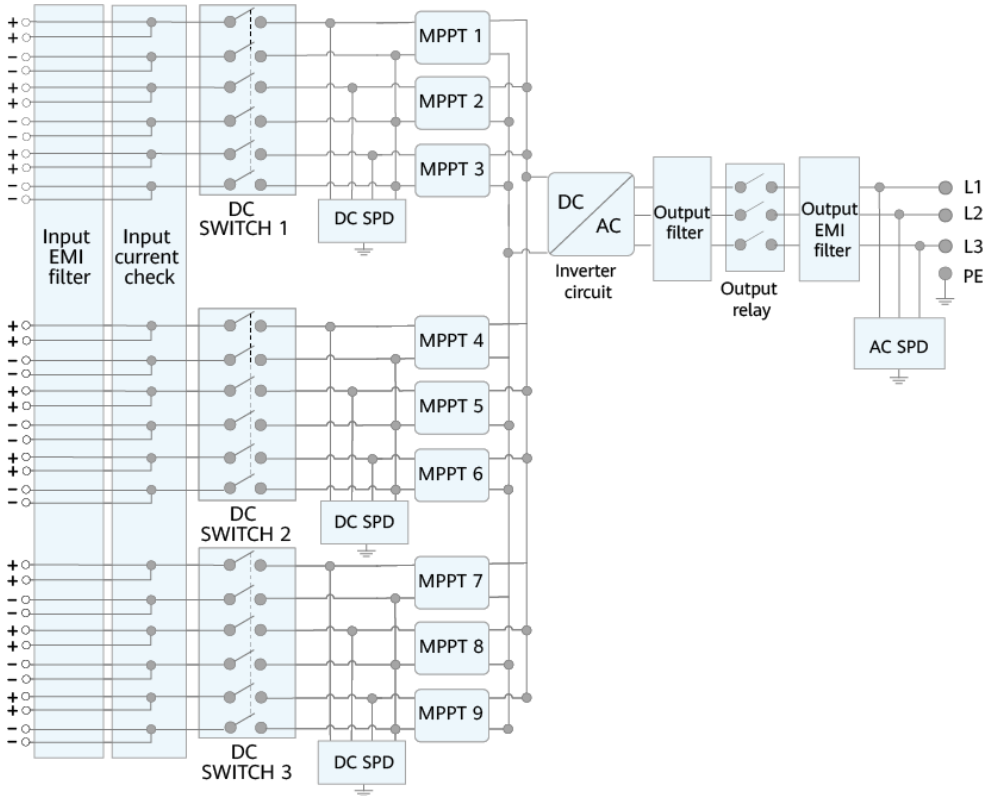 +
+
−
−
+
+
−
−
+
+
−
−
Input
EMI
filter
Input
current
check
DC
SWITCH 1
MPPT 1
MPPT 2
MPPT 3
DC SPD
DC
AC
Inverter
circuit
Output
filter
Output
relay
Output
EMI
filter
L1
L2
L3
PE
AC SPD
+
+
−
−
+
+
−
−
+
+
−
−
DC
SWITCH 2
MPPT 4
MPPT 5
MPPT 6
DC SPD
+
+
−
−
+
+
−
−
+
+
−
−
DC
SWITCH 3
MPPT 7
MPPT 8
MPPT 9
DC SPD